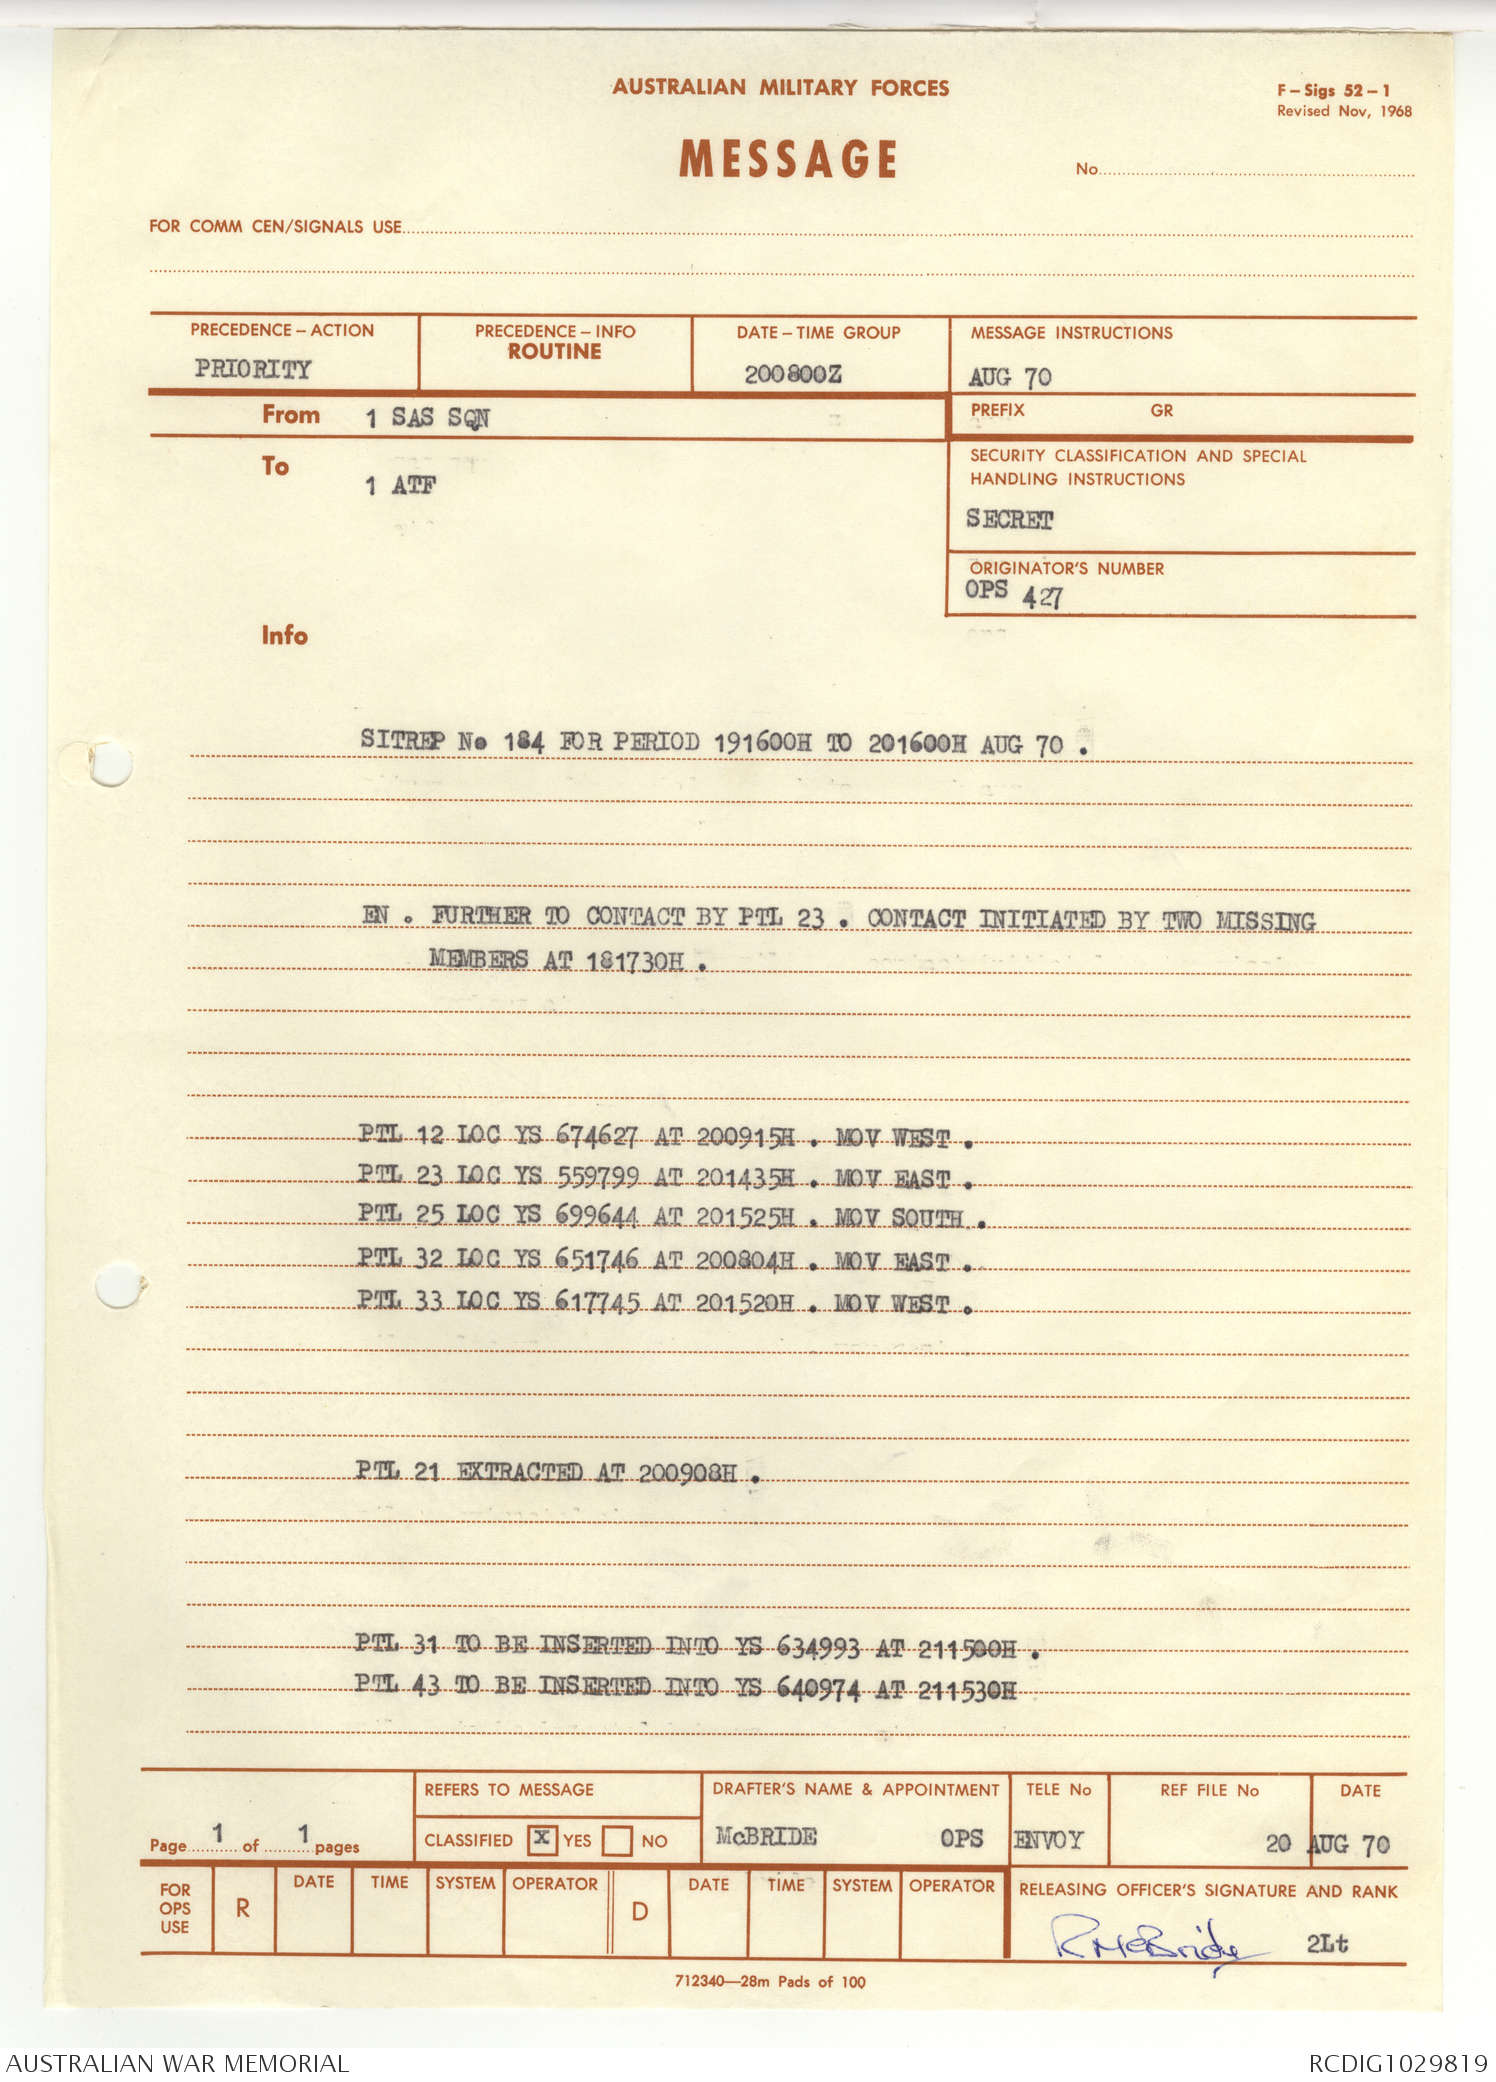 AUSTRALIAN MILITARY FORCES
F - Sigs 52 - 1
Revised Nov, 1968
MESSAGE
No
FOR COMM CEN/SIGNALS USE
PRECEDENCE - ACTION
PRIORITY
PRECEDENCE - INFO
ROUTINE
DATE - TIME GROUP
200800Z
MESSAGE INSTRUCTIONS
AUG 70
From 1 SAS SQN
PREFIX GR
To
1 ATF
SECURITY CLASSIFICATION AND SPECIAL
HANDLING INSTRUCTIONS
SECRET
ORIGINATOR'S NUMBER
OPS 427
Info
SITREP No 184 FOR PERIOD 191600H TO 201600H AUG 70 .
EN . FURTHER TO CONTACT BY PTL 23 . CONTACT INITIATED BY TWO MISSING
MEMBERS AT 181730H .
PTL 12 LOC YS 674627 AT 200915H . MOV WEST .
PTL 23 LOC YS 559799 AT 201435H . MOV EAST .
PTL 25 LOC YS 699644 AT 201525H . MOV SOUTH .
PTL 32 LOC YS 651746 AT 200804H . MOV EAST .
PTL 33 LOC YS 617745 AT 201520H . MOV WEST .
PTL 21 EXTRACTED AT 200908H .
PTL 31 TO BE INSERTED INTO YS 634993 AT 211500H .
PTL 43 TO BE INSERTED INTO YS 640974 AT 211530H
Page 1 of 1 pages
REFERS TO MESSAGE
CLASSIFIED X YES NO
DRAFTER'S NAME & APPOINTMENT
McBRIDE OPS
TELE No
ENVOY
REF FILE No
DATE
20 AUG 70
FOR
OPS
USE
R
DATE TIME SYSTEM OPERATOR
D
DATE TIME SYSTEM OPERATOR
RELEASING OFFICER'S SIGNATURE AND RANK
R McBride 2Lt
712340—28m Pads of 100
AUSTRALIAN WAR MEMORIAL
RCDIG1029819